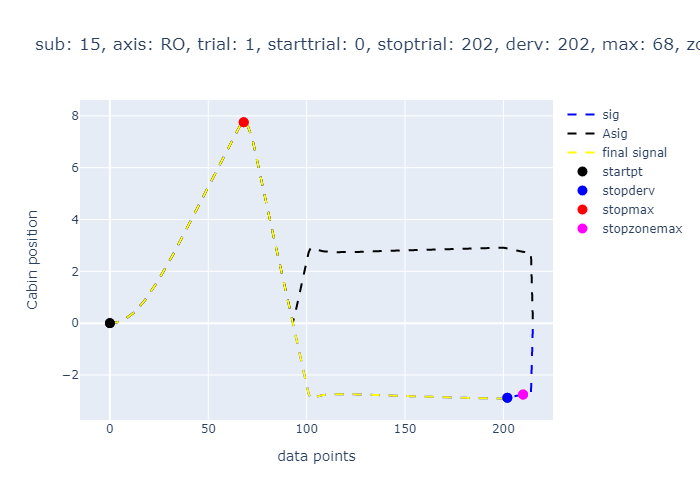 sub: 15, axis: RO, trial: 1, starttrial: 0, stoptrial: 202, derv: 202, max: 68,
Cabin position
8
6
4
2
0
−2
0 50 100 150 200
data points
sig
Asig
final signal
startpt
stopderv
stopmax
stopzonemax